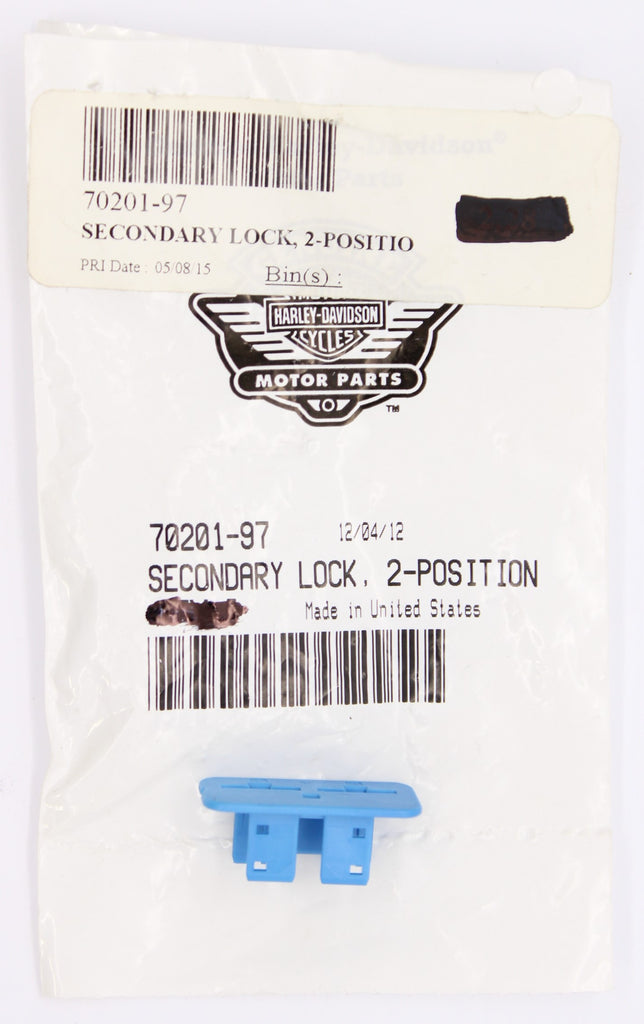 70201-97
SECONDARY LOCK, 2-POSITIO
PRI Date : 05/08/15
Bin(s) :
HARLEY-DAVIDSON
CYCLES
MOTOR PARTS
TM
70201-97 12/04/12
SECONDARY LOCK, 2-POSITION
Made in United States